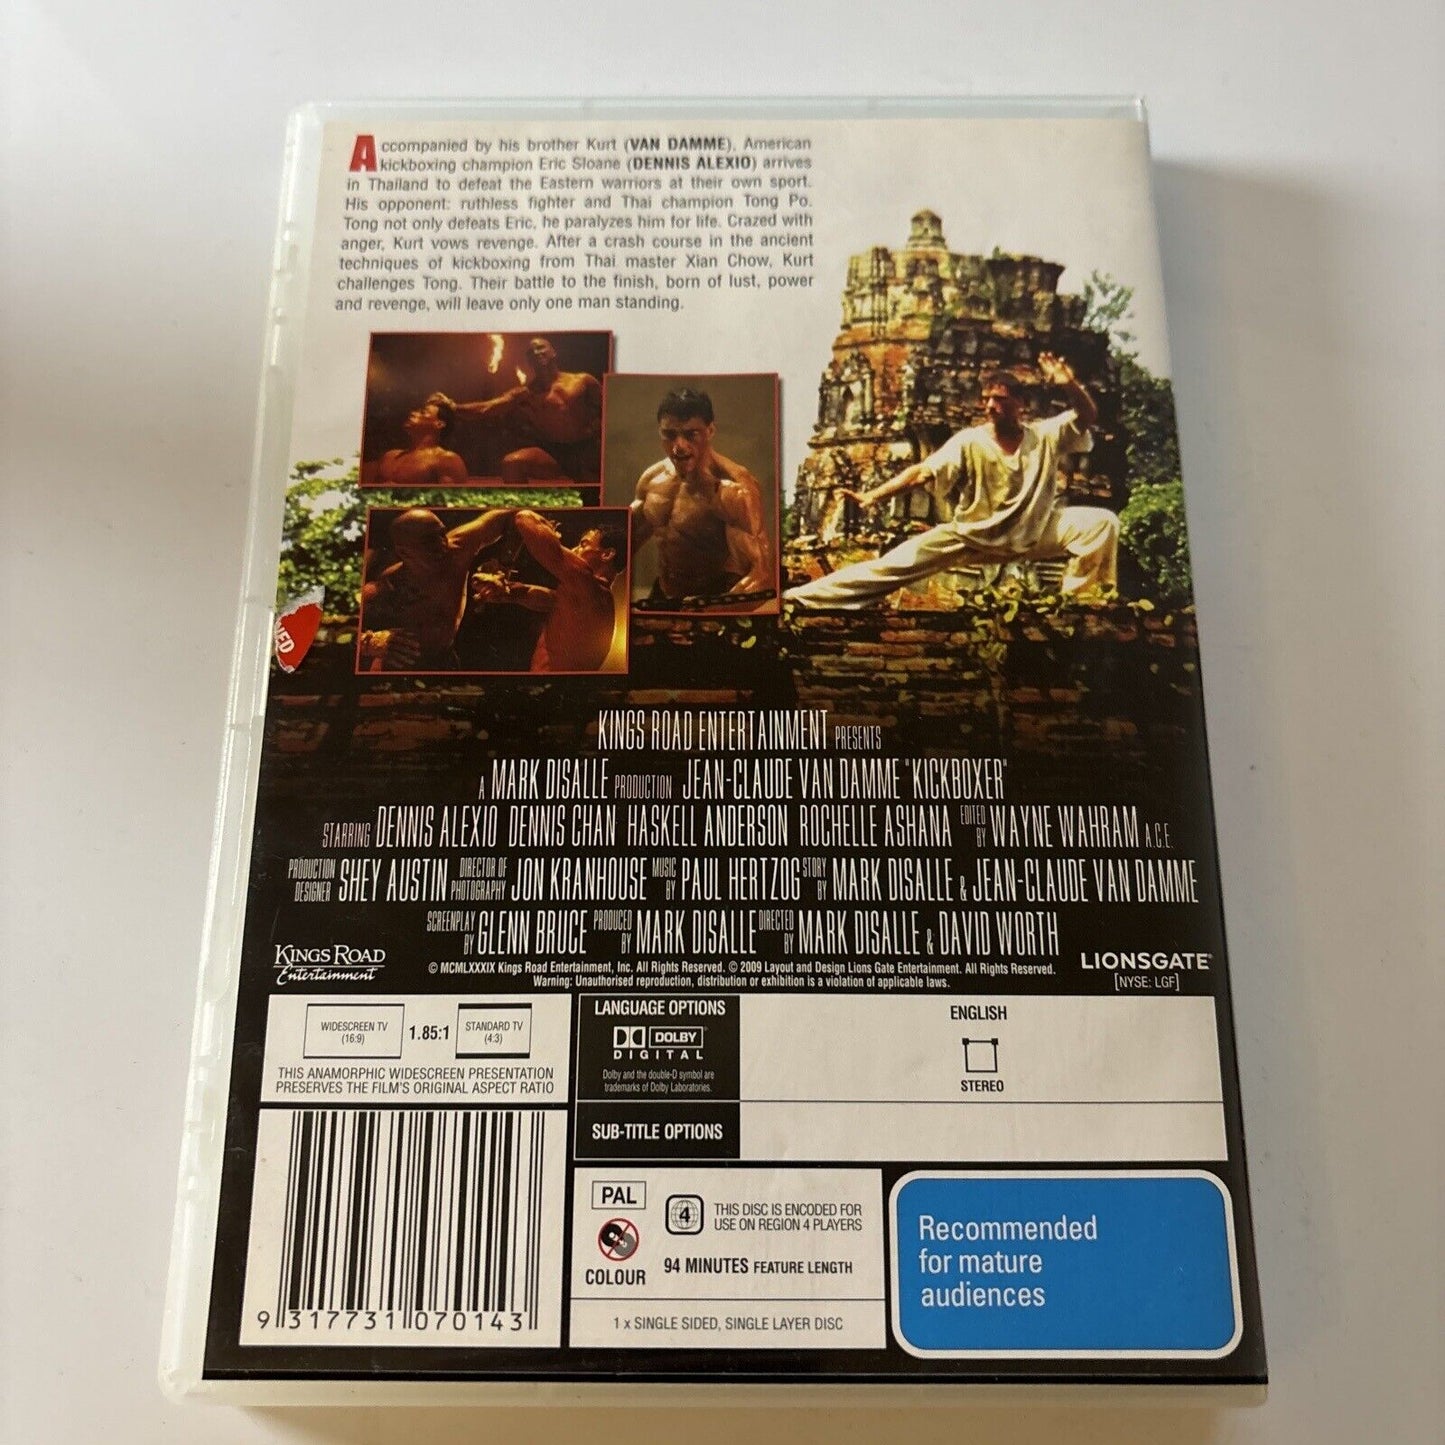 Accompanied by his brother Kurt (VAN DAMME), American
kickboxing champion Eric Sloane (DENNIS ALEXIO) arrives
in Thailand to defeat the Eastern warriors at their own sport.
His opponent: ruthless fighter and Thai champion Tong Po.
Tong not only defeats Eric, he paralyzes him for life. Crazed with
anger, Kurt vows revenge. After a crash course in the ancient
techniques of kickboxing from Thai master Xian Chow, Kurt
challenges Tong. Their battle to the finish, born of lust, power
and revenge, will leave only one man standing.
KINGS ROAD ENTERTAINMENT PRESENTS
A MARK DISALLE PRODUCTION JEAN-CLAUDE VAN DAMME "KICKBOXER"
STARRING DENNIS ALEXIO DENNIS CHAN HASKELL ANDERSON ROCHELLE ASHANA EDITED BY WAYNE WAHRAM A.C.E.
PRODUCTION DESIGNER SHEY AUSTIN DIRECTOR OF PHOTOGRAPHY JON KRANHOUSE MUSIC BY PAUL HERTZOG STORY BY MARK DISALLE & JEAN-CLAUDE VAN DAMME
SCREENPLAY BY GLENN BRUCE PRODUCED BY MARK DISALLE DIRECTED BY MARK DISALLE & DAVID WORTH
KINGS ROAD
Entertainment
© MCMLXXXIX Kings Road Entertainment, Inc. All Rights Reserved. © 2009 Layout and Design Lions Gate Entertainment. All Rights Reserved.
Warning: Unauthorised reproduction, distribution or exhibition is a violation of applicable laws.
LIONSGATE®
[NYSE: LGF]
WIDESCREEN TV
(16:9)
1.85:1
STANDARD TV
(4:3)
THIS ANAMORPHIC WIDESCREEN PRESENTATION
PRESERVES THE FILM'S ORIGINAL ASPECT RATIO
LANGUAGE OPTIONS
DOLBY
DIGITAL
Dolby and the double-D symbol are
trademarks of Dolby Laboratories.
ENGLISH
STEREO
SUB-TITLE OPTIONS
PAL
COLOUR
4
THIS DISC IS ENCODED FOR
USE ON REGION 4 PLAYERS
94 MINUTES FEATURE LENGTH
1 x SINGLE SIDED, SINGLE LAYER DISC
Recommended
for mature
audiences
9 317731 070143